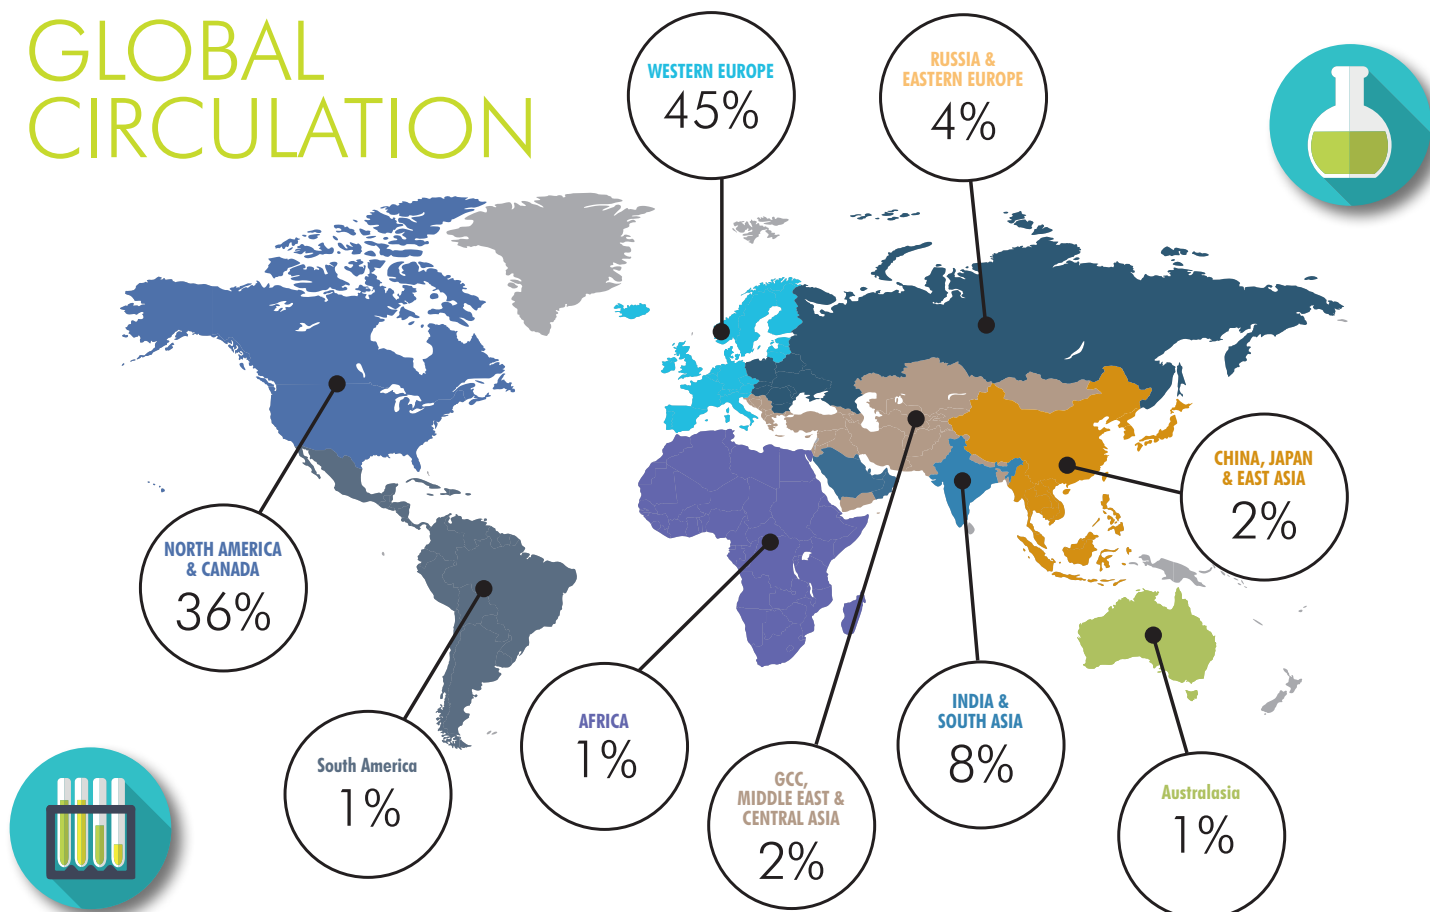 GLOBAL
CIRCULATION
WESTERN EUROPE
45%
RUSSIA &
EASTERN EUROPE
4%
CHINA, JAPAN
& EAST ASIA
2%
NORTH AMERICA
& CANADA
36%
South America
1%
AFRICA
1%
GCC,
MIDDLE EAST &
CENTRAL ASIA
2%
INDIA &
SOUTH ASIA
8%
Australasia
1%